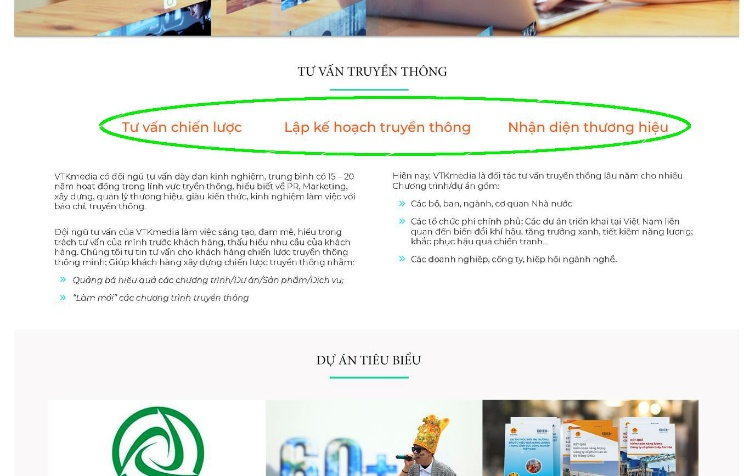 TƯ VẤN TRUYỀN THÔNG
Tư vấn chiến lược Lập kế hoạch truyền thông Nhận diện thương hiệu
VTKmedia có đội ngũ tư vấn dày dạn kinh nghiệm, trung bình có 15 – 20
năm hoạt động trong lĩnh vực tryền thông, hiểu biết về PR, Marketing,
xây dựng, quản lý thương hiệu, giàu kiến thức, kinh nghiệm làm việc với
báo chí, truyền thông.
Đội ngũ tư vấn của VTKmedia làm việc sáng tạo, đam mê, hiểu trong
trách tư vấn của mình trước khách hàng, thấu hiểu nhu cầu của khách
hàng. Chúng tôi tự tin tư vấn cho khách hàng chiến lược truyền thông
thông minh; Giúp khách hàng xây dựng chiến lược truyền thông nhằm:
» Quảng bá hiệu quả các chương trình/Dự án/Sản phẩm/Dịch vụ;
» "Làm mới" các chương trình truyền thông
Hiện nay, VTKmedia là đối tác tư vấn truyền thông lâu năm cho nhiều
Chương trình/dự án gồm:
» Các bộ, ban, ngành, cơ quan Nhà nước
» Các tổ chức phi chính phủ: Các dự án triển khai tại Việt Nam liên
quan đến biến đổi khí hậu, tăng trưởng xanh, tiết kiệm năng lượng;
khắc phục hậu quả chiến tranh...
» Các doanh nghiệp, công ty, hiệp hội ngành nghề..
DỰ ÁN TIÊU BIỂU
60+